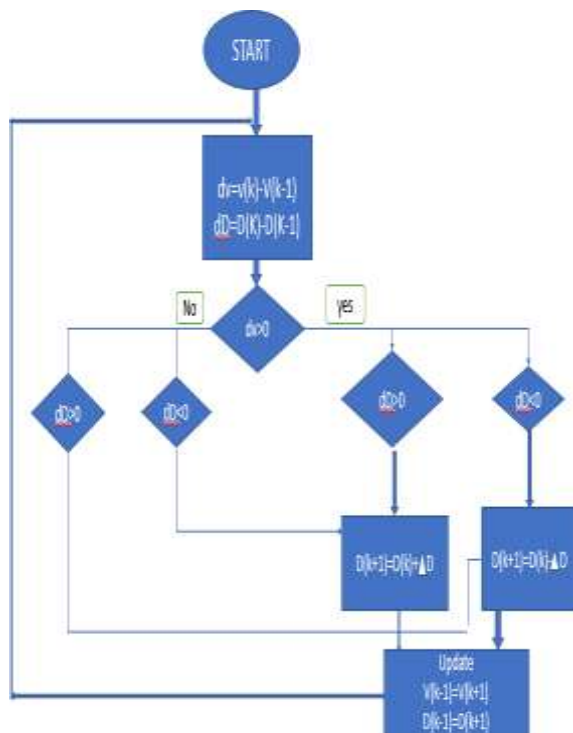 START
dv=v(k)-V(k-1)
dD=D(K)-D(K-1)
No
yes
dv>0
dD>0
dD<0
dD>0
dD<0
D(k+1)=D(k)+▲D
D(k+1)=D(k)-▲D
Update
V(k-1)=V(k+1)
D(k-1)=D(k+1)